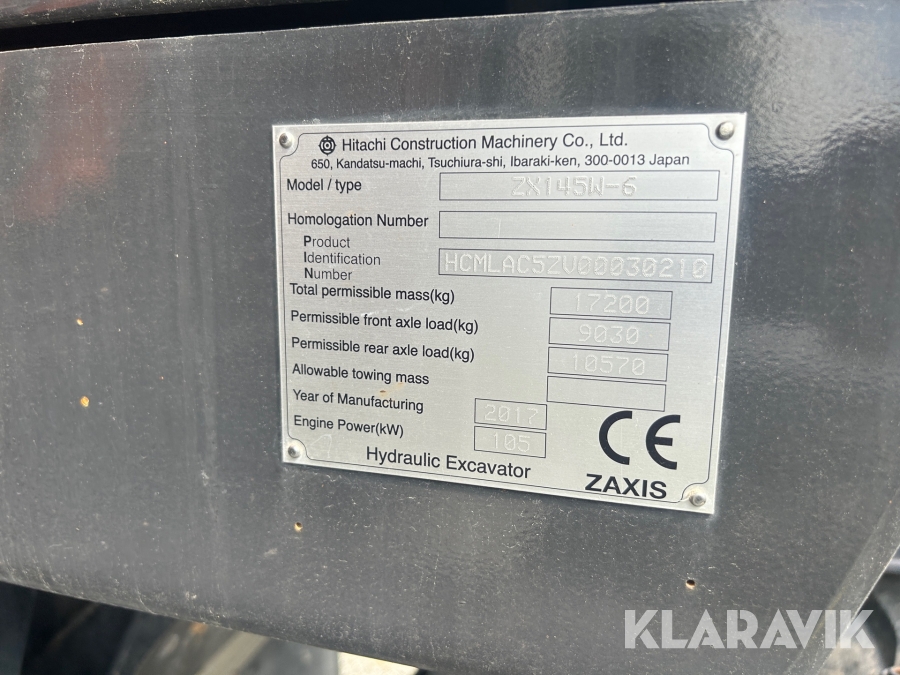 Hitachi Construction Machinery Co., Ltd.
650, Kandatsu-machi, Tsuchiura-shi, Ibaraki-ken, 300-0013 Japan
Model / type ZX145W-6
Homologation Number
Product
Identification HCMLAC5ZV00030210
Number
Total permissible mass(kg) 17200
Permissible front axle load(kg) 9030
Permissible rear axle load(kg) 10570
Allowable towing mass
Year of Manufacturing 2017
Engine Power(kW) 105
CE
Hydraulic Excavator
ZAXIS
KLARAVIK